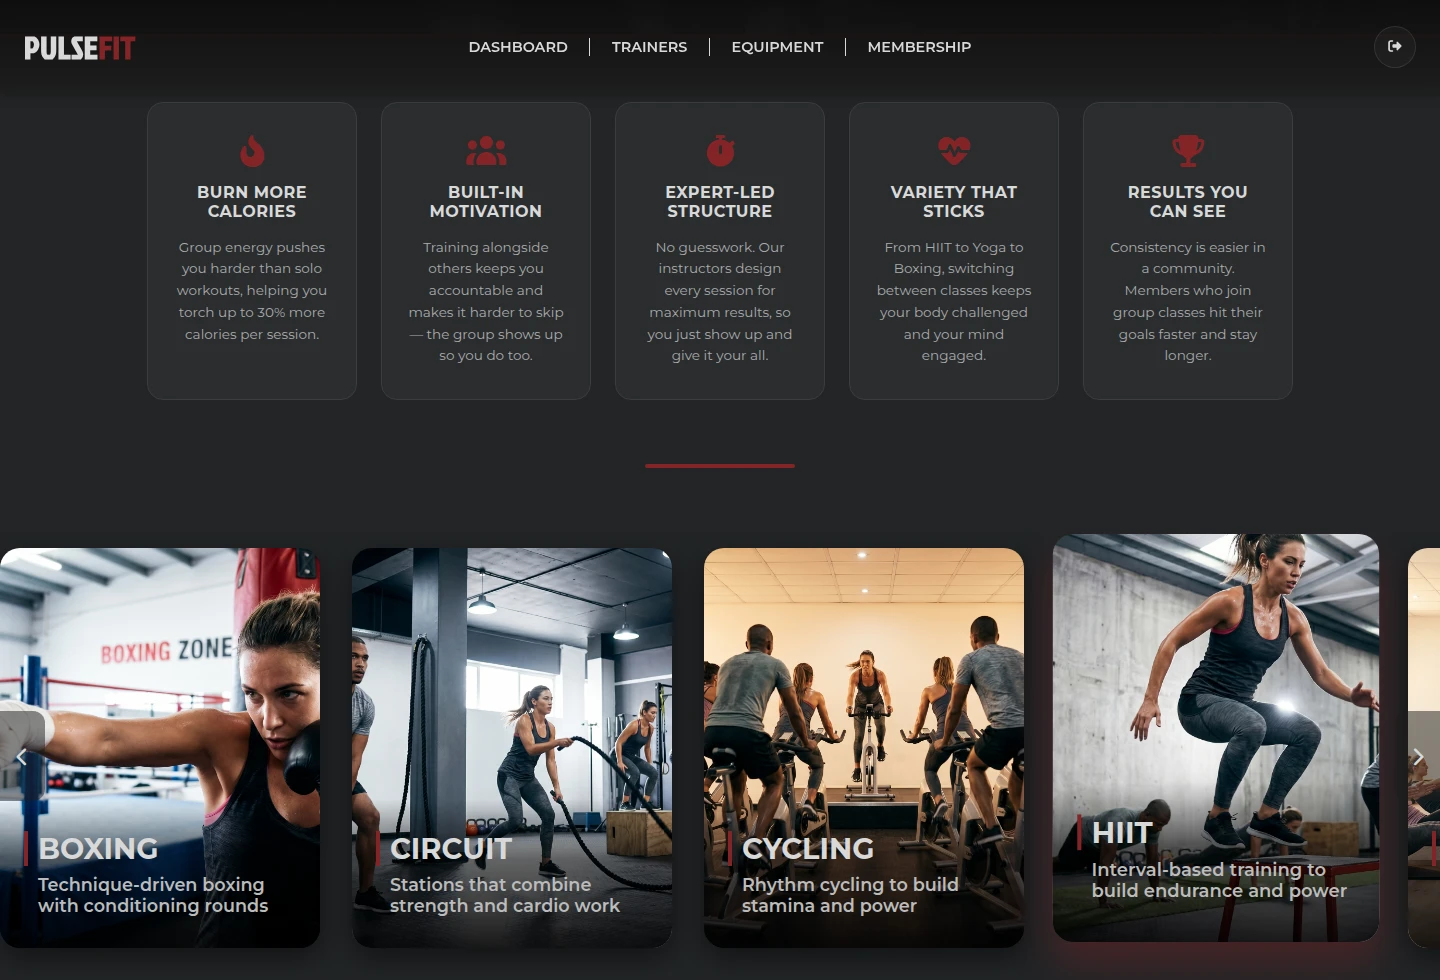 PULSEFIT
DASHBOARD
TRAINERS
EQUIPMENT
MEMBERSHIP
BURN MORE
CALORIES
Group energy pushes
you harder than solo
workouts, helping you
torch up to 30% more
calories per session.
BUILT-IN
MOTIVATION
Training alongside
others keeps you
accountable and
makes it harder to skip
— the group shows up
so you do too.
EXPERT-LED
STRUCTURE
No guesswork. Our
instructors design
every session for
maximum results, so
you just show up and
give it your all.
VARIETY THAT
STICKS
From HIIT to Yoga to
Boxing, switching
between classes keeps
your body challenged
and your mind
engaged.
RESULTS YOU
CAN SEE
Consistency is easier in
a community.
Members who join
group classes hit their
goals faster and stay
longer.
BOXING ZONE
BOXING
Technique-driven boxing
with conditioning rounds
CIRCUIT
Stations that combine
strength and cardio work
CYCLING
Rhythm cycling to build
stamina and power
HIIT
Interval-based training to
build endurance and power